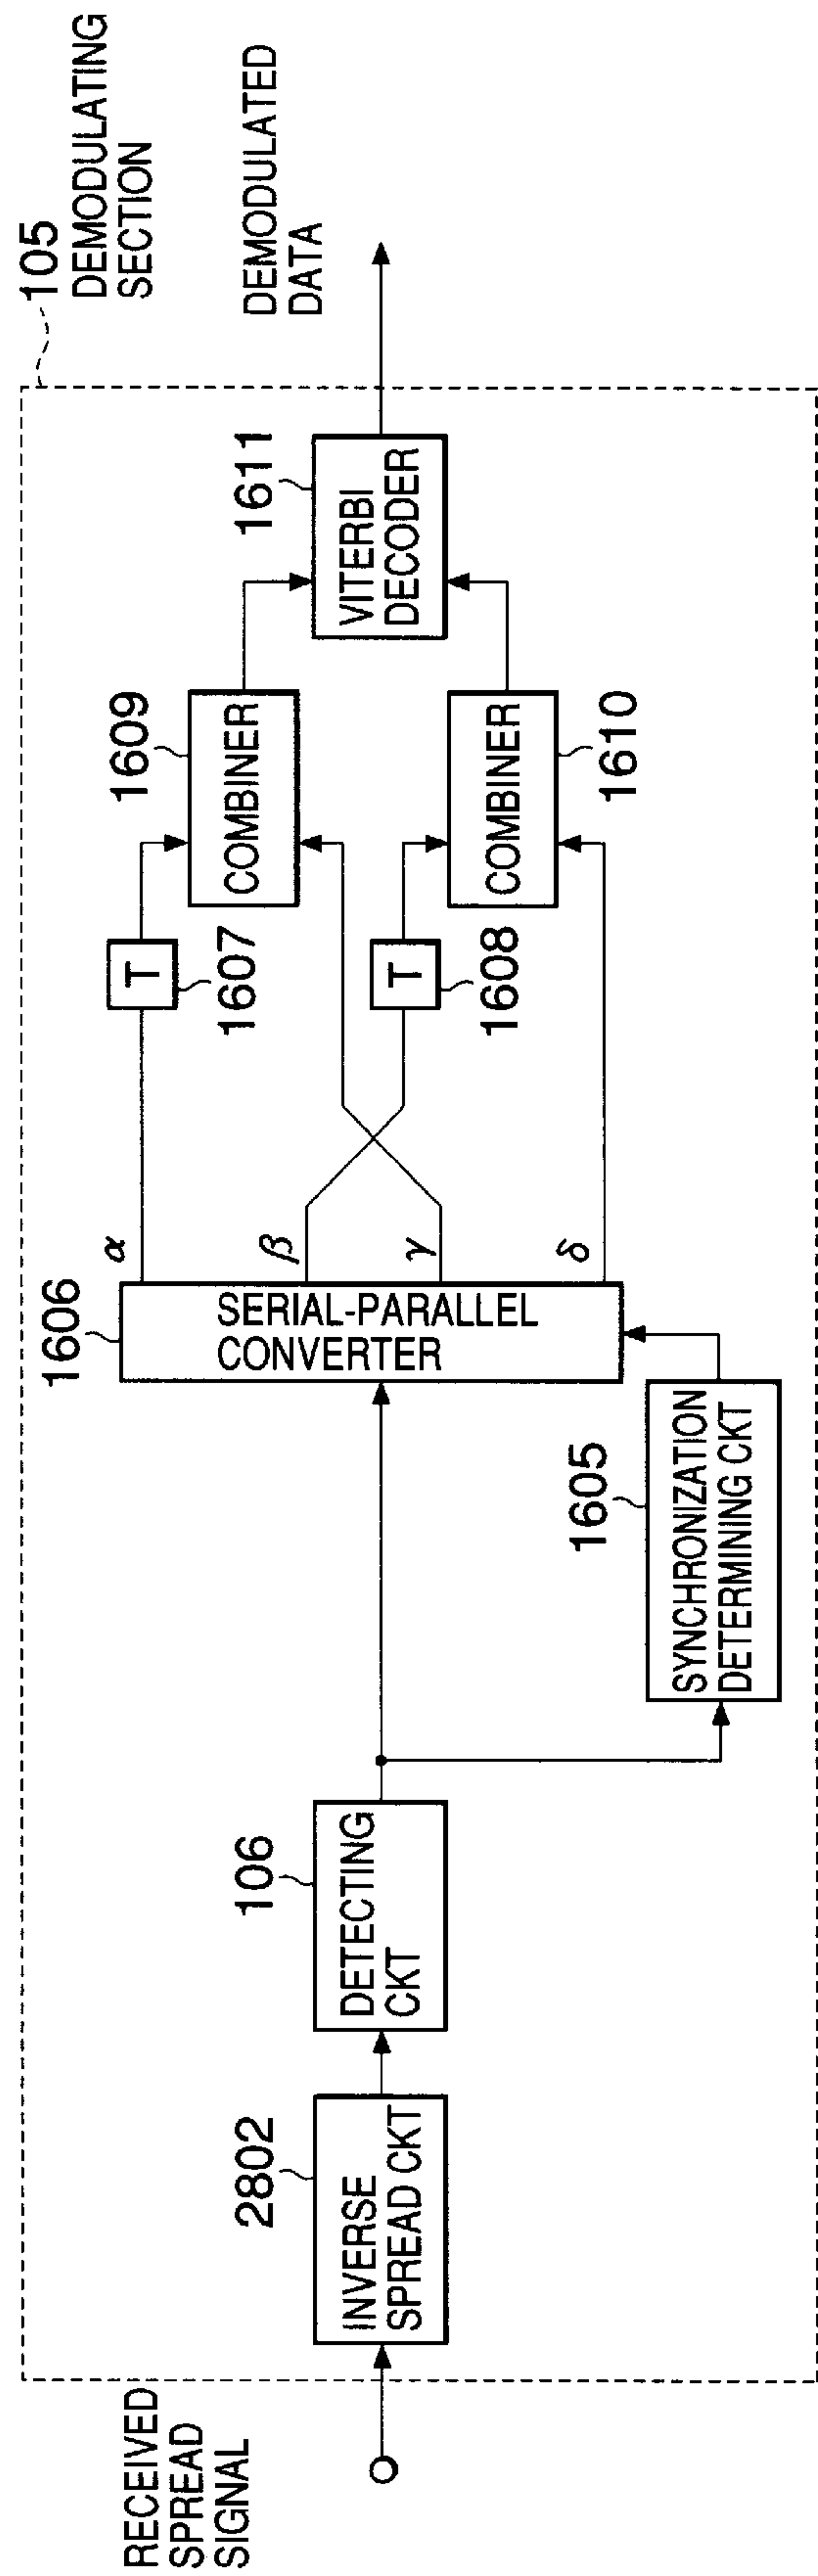 105
DEMODULATING
SECTION
RECEIVED
SPREAD
SIGNAL
2802
INVERSE
SPREAD CKT
106
DETECTING
CKT
1605
SYNCHRONIZATION
DETERMINING CKT
1606
SERIAL-PARALLEL
CONVERTER
α
β
γ
δ
T
1607
T
1608
1609
COMBINER
COMBINER
1610
1611
VITERBI
DECODER
DEMODULATED
DATA